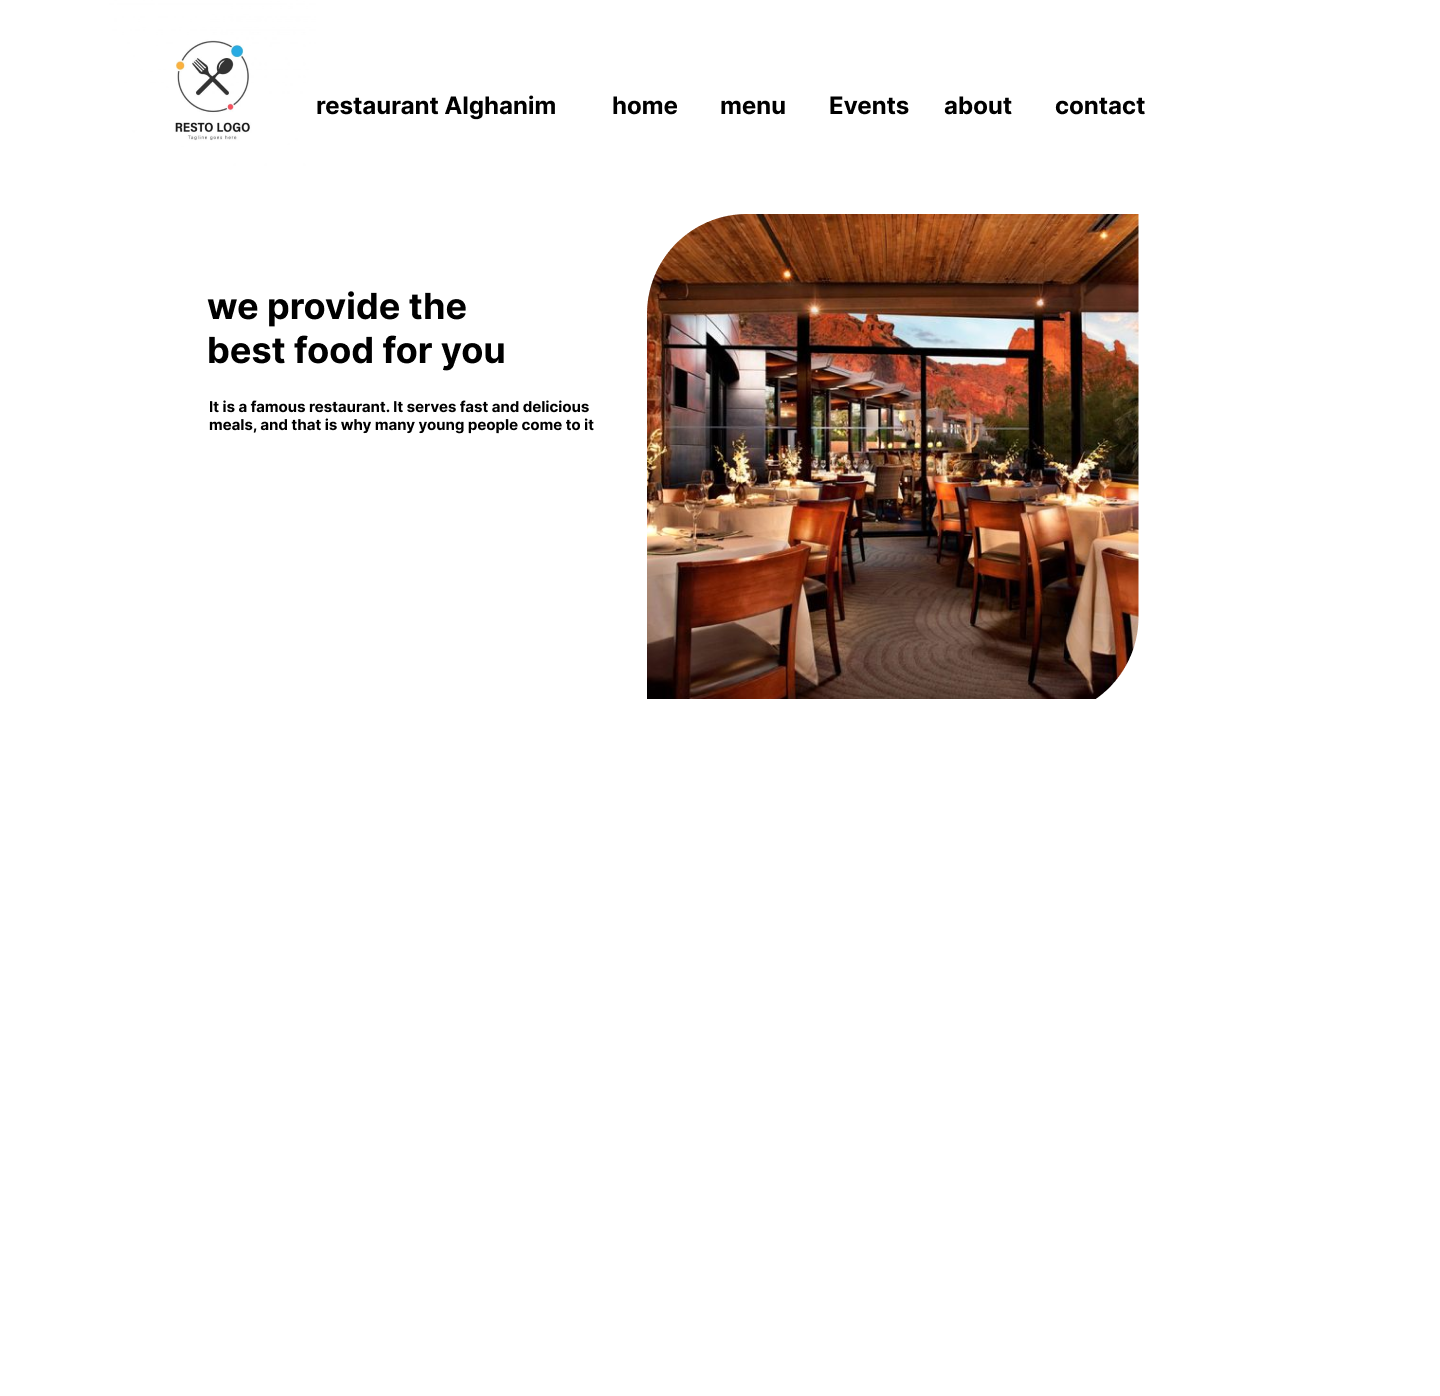 RESTO LOGO
Tagline goes here
restaurant Alghanim
home
menu
Events
about
contact
we provide the
best food for you
It is a famous restaurant. It serves fast and delicious
meals, and that is why many young people come to it